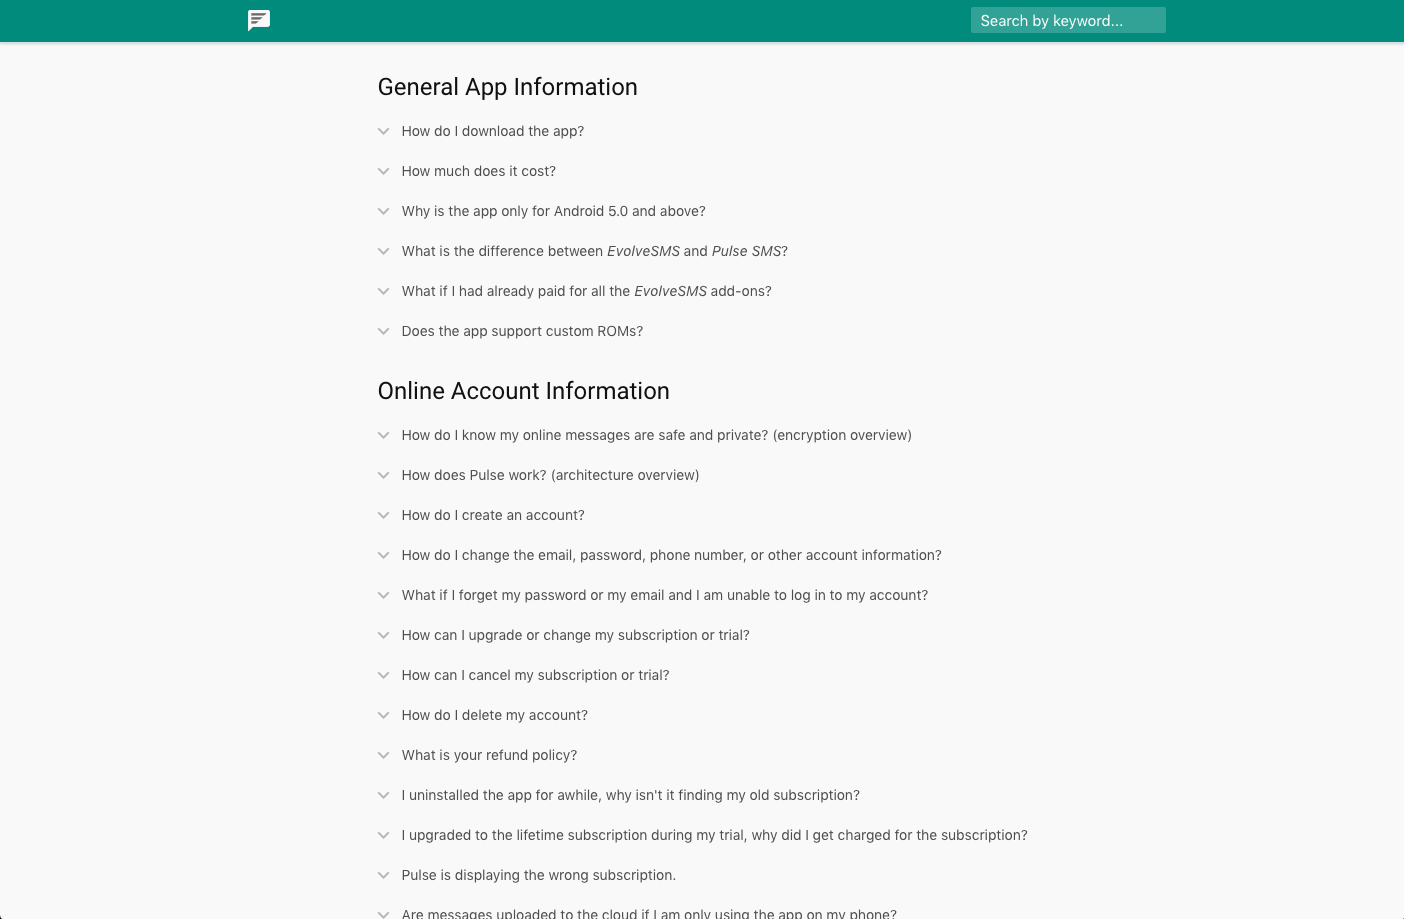 Search by keyword...
General App Information
How do I download the app?
How much does it cost?
Why is the app only for Android 5.0 and above?
What is the difference between EvolveSMS and Pulse SMS?
What if I had already paid for all the EvolveSMS add-ons?
Does the app support custom ROMs?
Online Account Information
How do I know my online messages are safe and private? (encryption overview)
How does Pulse work? (architecture overview)
How do I create an account?
How do I change the email, password, phone number, or other account information?
What if I forget my password or my email and I am unable to log in to my account?
How can I upgrade or change my subscription or trial?
How can I cancel my subscription or trial?
How do I delete my account?
What is your refund policy?
I uninstalled the app for awhile, why isn't it finding my old subscription?
I upgraded to the lifetime subscription during my trial, why did I get charged for the subscription?
Pulse is displaying the wrong subscription.
Are messages uploaded to the cloud if I am only using the app on my phone?